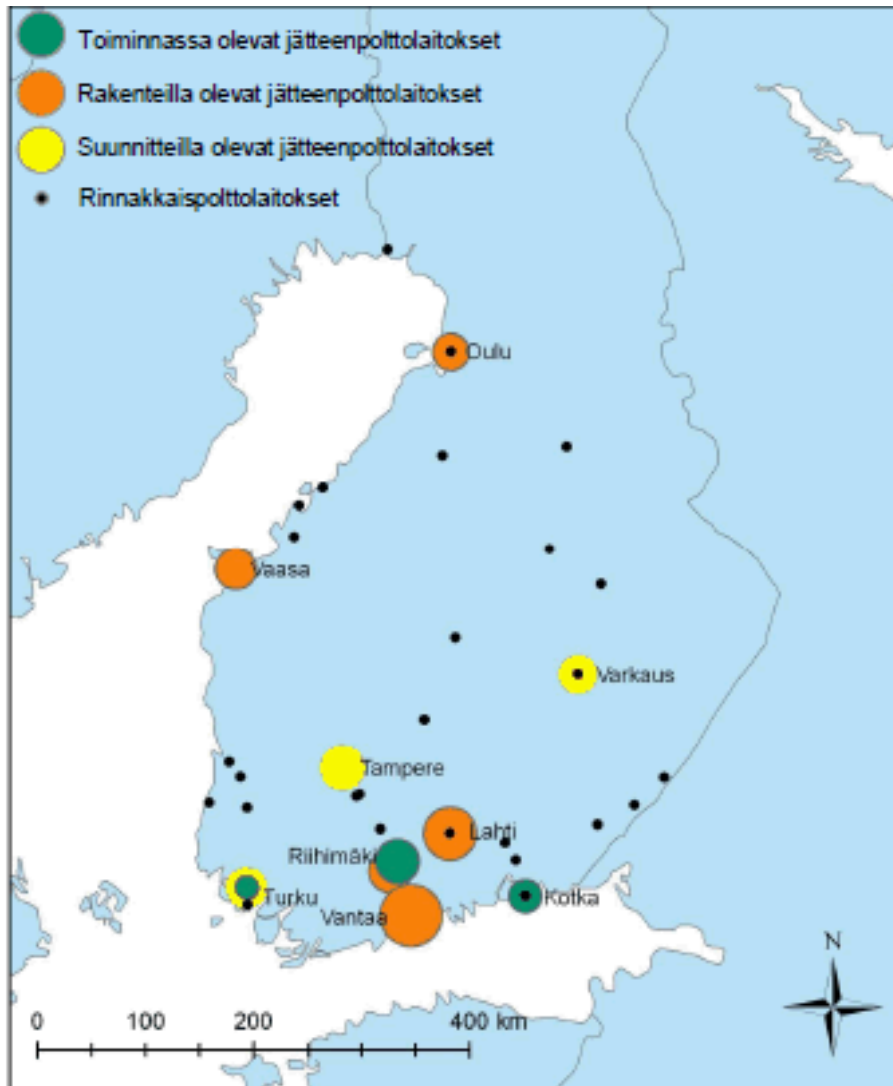 Toiminnassa olevat jätteenpolttolaitokset
Rakenteilla olevat jätteenpolttolaitokset
Suunnitteilla olevat jätteenpolttolaitokset
Rinnakkaispolttolaitokset
Oulu
Vaasa
Varkaus
Tampere
Lahti
Riihimäki
Turku
Kotka
Vantaa
N
0 100 200 400 km